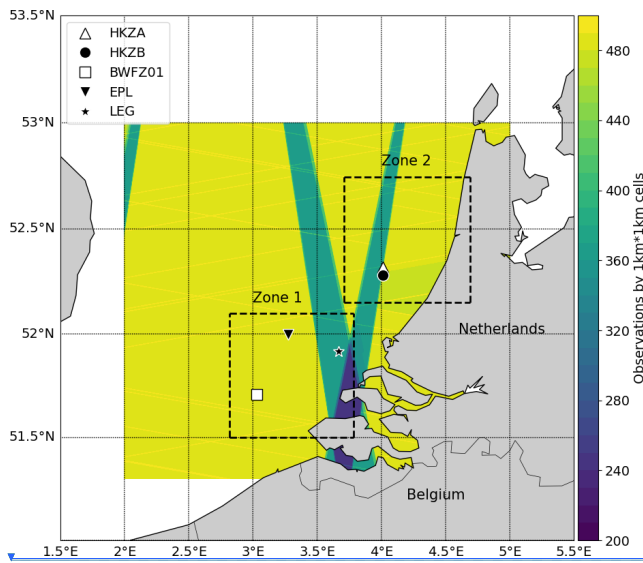 53.5°N
53°N
52.5°N
52°N
51.5°N
1.5°E
2°E
2.5°E
3°E
3.5°E
4°E
4.5°E
5°E
5.5°E
HKZA
HKZB
BWFZ01
EPL
LEG
Zone 2
Zone 1
Netherlands
Belgium
480
440
400
360
320
280
240
200
Observations by 1km*1km cells